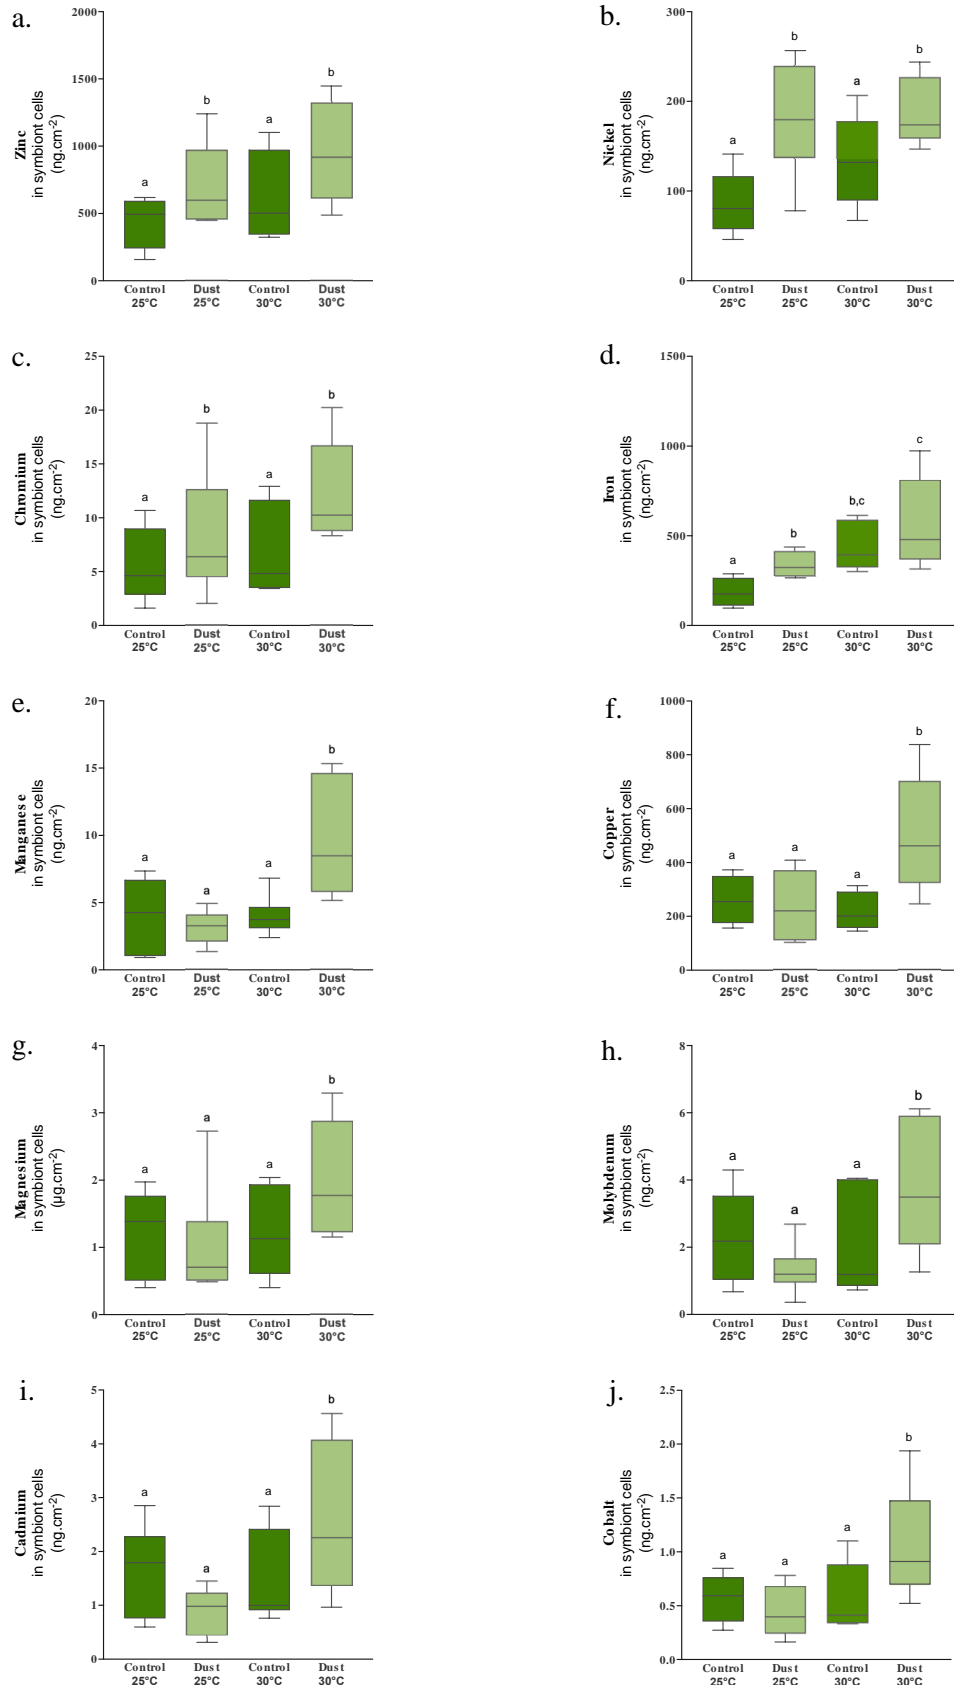 a.
Zinc
in symbiont cells
(ng.cm-2)
2000
1500
1000
500
0
a
b
a
b
Control Dust Control Dust
25°C 25°C 30°C 30°C
b.
Nickel
in symbiont cells
(ng.cm-2)
300
200
100
0
a
b
a
b
Control Dust Control Dust
25°C 25°C 30°C 30°C
c.
Chromium
in symbiont cells
(ng.cm-2)
25
20
15
10
5
0
a
b
a
b
Control Dust Control Dust
25°C 25°C 30°C 30°C
d.
Iron
in symbiont cells
(ng.cm-2)
1500
1000
500
0
a
b
b,c
c
Control Dust Control Dust
25°C 25°C 30°C 30°C
e.
Manganese
in symbiont cells
(ng.cm-2)
20
15
10
5
0
a
a
a
b
Control Dust Control Dust
25°C 25°C 30°C 30°C
f.
Copper
in symbiont cells
(ng.cm-2)
1000
800
600
400
200
0
a
a
a
b
Control Dust Control Dust
25°C 25°C 30°C 30°C
g.
Magnesium
in symbiont cells
(µg.cm-2)
4
3
2
1
0
a
a
a
b
Control Dust Control Dust
25°C 25°C 30°C 30°C
h.
Molybdenum
in symbiont cells
(ng.cm-2)
8
6
4
2
0
a
a
a
b
Control Dust Control Dust
25°C 25°C 30°C 30°C
i.
Cadmium
in symbiont cells
(ng.cm-2)
5
4
3
2
1
0
a
a
a
b
Control Dust Control Dust
25°C 25°C 30°C 30°C
j.
Cobalt
in symbiont cells
(ng.cm-2)
2.5
2.0
1.5
1.0
0.5
0.0
a
a
a
b
Control Dust Control Dust
25°C 25°C 30°C 30°C